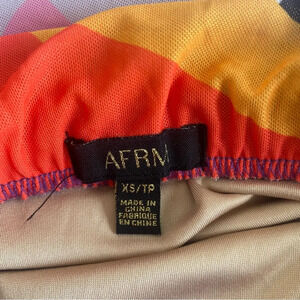 AFRM
XS/TP
MADE IN
CHINA
FABRIQUE
EN CHINE